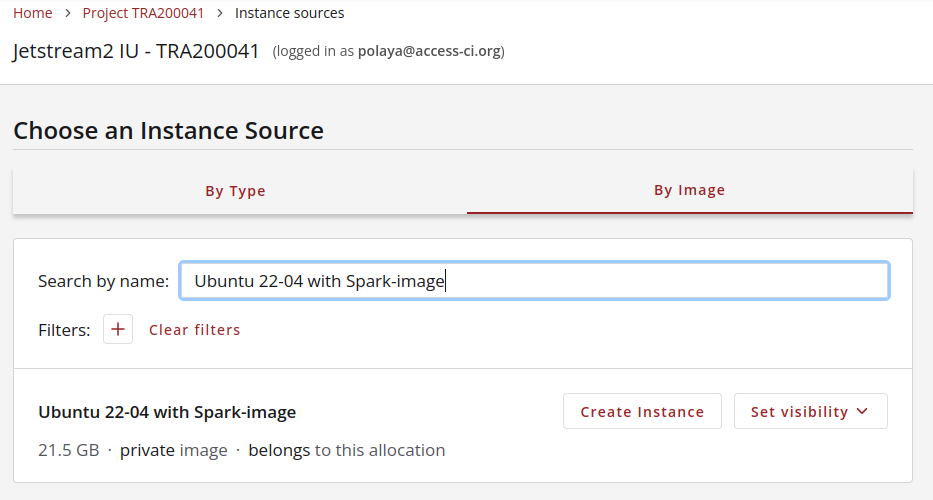 Home > Project TRA200041 > Instance sources
Jetstream2 IU - TRA200041 (logged in as polaya@access-ci.org)
Choose an Instance Source
By Type By Image
Search by name: Ubuntu 22-04 with Spark-image
Filters: + Clear filters
Ubuntu 22-04 with Spark-image Create Instance Set visibility
21.5 GB · private image · belongs to this allocation